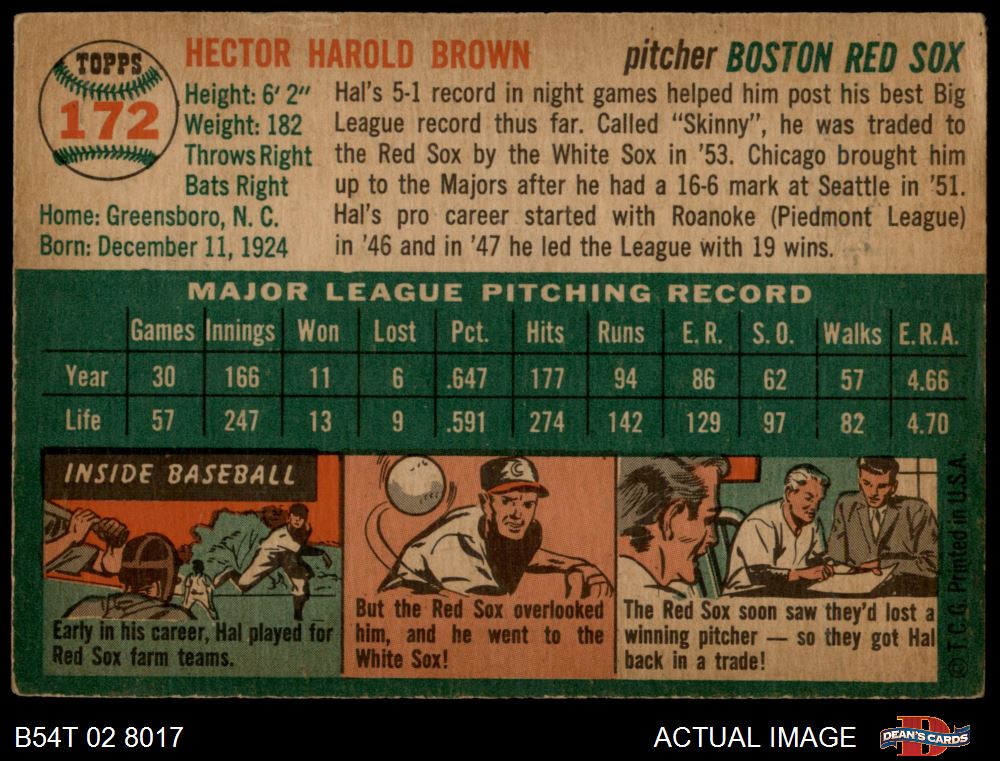 TOPPS
172
HECTOR HAROLD BROWN
pitcher BOSTON RED SOX
Height: 6' 2"
Weight: 182
Throws Right
Bats Right
Home: Greensboro, N. C.
Born: December 11, 1924
Hal's 5-1 record in night games helped him post his best Big
League record thus far. Called "Skinny", he was traded to
the Red Sox by the White Sox in '53. Chicago brought him
up to the Majors after he had a 16-6 mark at Seattle in '51.
Hal's pro career started with Roanoke (Piedmont League)
in '46 and in '47 he led the League with 19 wins.
MAJOR LEAGUE PITCHING RECORD
Games Innings Won Lost Pct. Hits Runs E. R. S. O. Walks E. R. A.
Year 30 166 11 6 .647 177 94 86 62 57 4.66
Life 57 247 13 9 .591 274 142 129 97 82 4.70
INSIDE BASEBALL
Early in his career, Hal played for
Red Sox farm teams.
C
But the Red Sox overlooked
him, and he went to the
White Sox!
The Red Sox soon saw they'd lost a
winning pitcher — so they got Hal
back in a trade!
© T. C. G. Printed in U.S.A.
B54T 02 8017
ACTUAL IMAGE
D
DEAN'S CARDS